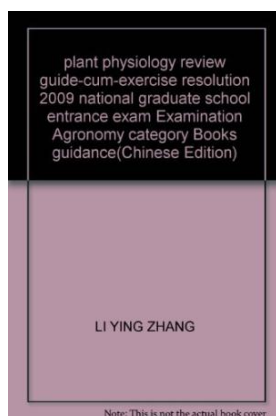 plant physiology review
guide-cum-exercise resolution
2009 national graduate school
entrance exam Examination
Agronomy category Books
guidance(Chinese Edition)
LI YING ZHANG
Note: This is not the actual book cover